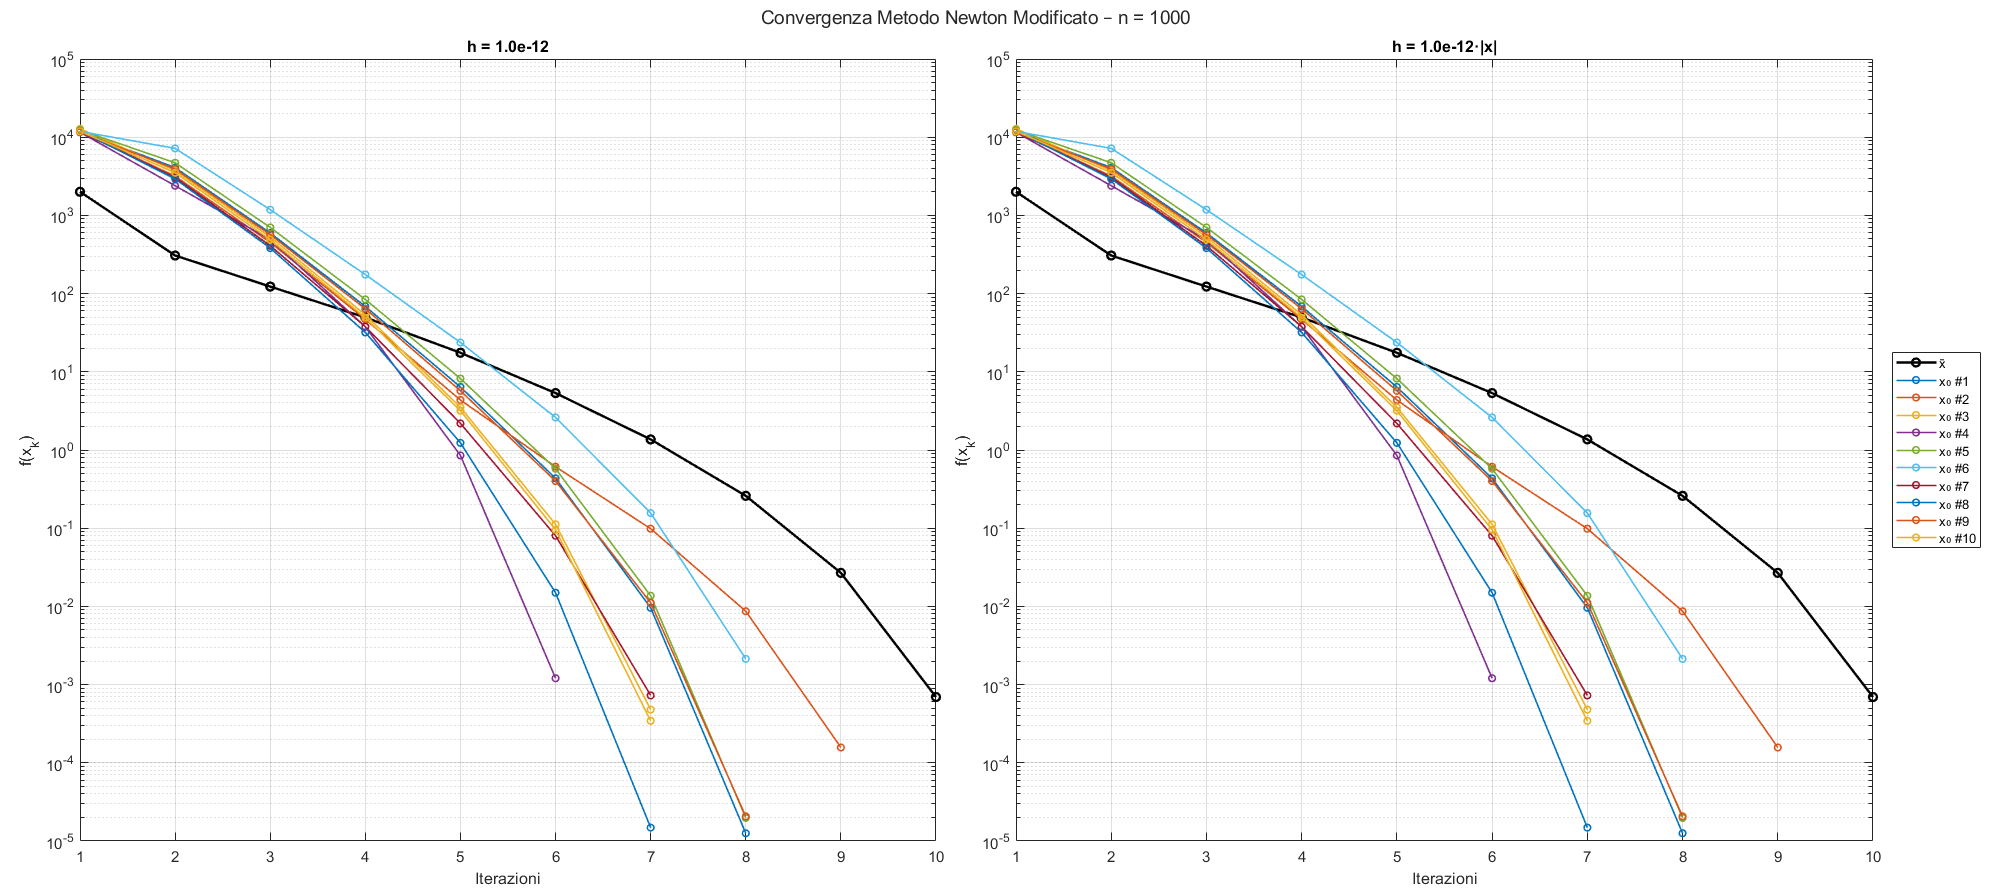 Convergenza Metodo Newton Modificato – n = 1000
h = 1.0e-12
10^5
10^4
10^3
10^2
10^1
10^0
10^-1
10^-2
10^-3
10^-4
10^-5
f(x_k)
1 2 3 4 5 6 7 8 9 10
Iterazioni
h = 1.0e-12·|x|
10^5
10^4
10^3
10^2
10^1
10^0
10^-1
10^-2
10^-3
10^-4
10^-5
f(x_k)
1 2 3 4 5 6 7 8 9 10
Iterazioni
x̄
x₀ #1
x₀ #2
x₀ #3
x₀ #4
x₀ #5
x₀ #6
x₀ #7
x₀ #8
x₀ #9
x₀ #10